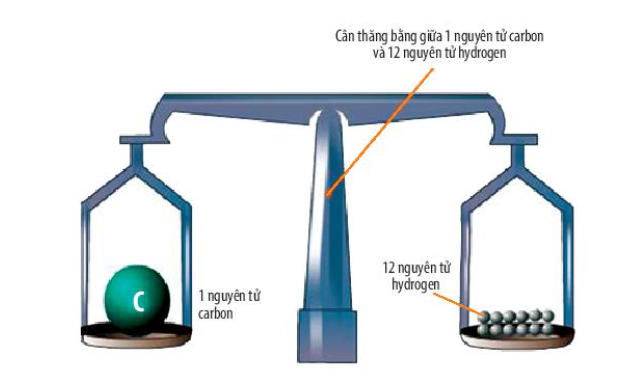 Cân thăng bằng giữa 1 nguyên tử carbon
và 12 nguyên tử hydrogen
C
1 nguyên tử
carbon
12 nguyên tử
hydrogen